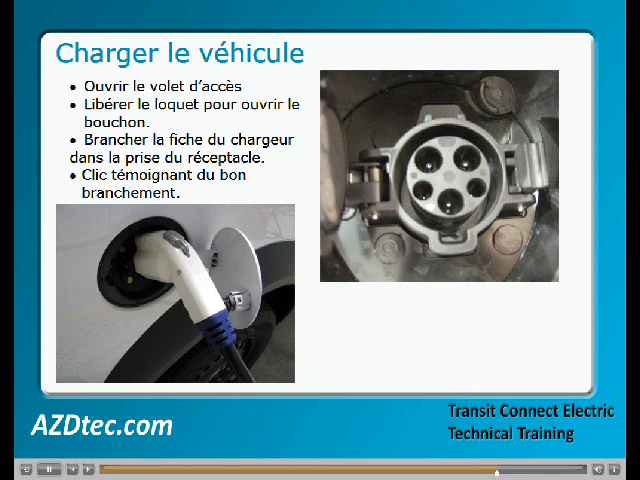 Charger le véhicule
• Ouvrir le volet d'accès
• Libérer le loquet pour ouvrir le
bouchon.
• Brancher la fiche du chargeur
dans la prise du réceptacle.
• Clic témoignant du bon
branchement.
AZDtec.com
Transit Connect Electric
Technical Training